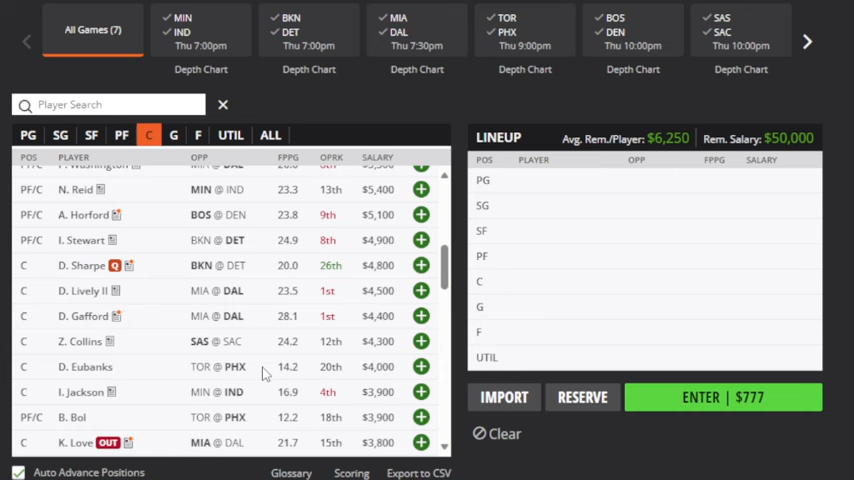 All Games (7)
MIN
IND
Thu 7:00pm
Depth Chart
BKN
DET
Thu 7:00pm
Depth Chart
MIA
DAL
Thu 7:30pm
Depth Chart
TOR
PHX
Thu 9:00pm
Depth Chart
BOS
DEN
Thu 10:00pm
Depth Chart
SAS
SAC
Thu 10:00pm
Depth Chart
Player Search
PG SG SF PF C G F UTIL ALL
POS PLAYER OPP FPPG OPRK SALARY
PF/C N. Reid MIN @ IND 23.3 13th $5,400
PF/C A. Horford BOS @ DEN 23.8 9th $5,100
PF/C I. Stewart BKN @ DET 24.9 8th $4,900
C D. Sharpe Q BKN @ DET 20.0 26th $4,800
C D. Lively II MIA @ DAL 23.5 1st $4,500
C D. Gafford MIA @ DAL 28.1 1st $4,400
C Z. Collins SAS @ SAC 24.2 12th $4,300
C D. Eubanks TOR @ PHX 14.2 20th $4,000
C I. Jackson MIN @ IND 16.9 4th $3,900
PF/C B. Bol TOR @ PHX 12.2 18th $3,900
C K. Love OUT MIA @ DAL 21.7 15th $3,800
Auto Advance Positions
Glossary Scoring Export to CSV
LINEUP Avg. Rem./Player: $6,250 Rem. Salary: $50,000
POS PLAYER OPP FPPG SALARY
PG
SG
SF
PF
C
G
F
UTIL
IMPORT RESERVE ENTER | $777
Clear